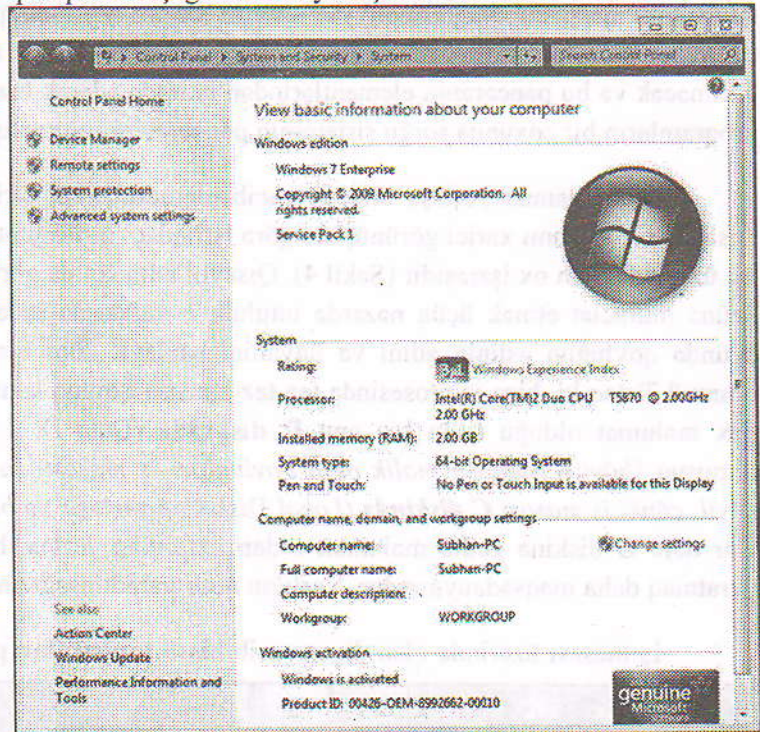 Control Panel ▸ System and Security ▸ System
Search Control Panel
Control Panel Home
Device Manager
Remote settings
System protection
Advanced system settings
View basic information about your computer
Windows edition
Windows 7 Enterprise
Copyright © 2009 Microsoft Corporation. All
rights reserved.
Service Pack 1
System
Rating:
Windows Experience Index
Processor:
Intel(R) Core(TM)2 Duo CPU T5870 @ 2.00GHz
2.00 GHz
Installed memory (RAM):
2.00 GB
System type:
64-bit Operating System
Pen and Touch:
No Pen or Touch Input is available for this Display
Computer name, domain, and workgroup settings
Computer name:
Subhan-PC
Change settings
Full computer name:
Subhan-PC
Computer description:
Workgroup:
WORKGROUP
Windows activation
Windows is activated
Product ID: 00426-OEM-8992662-00010
See also
Action Center
Windows Update
Performance Information and
Tools
genuine
Microsoft
software